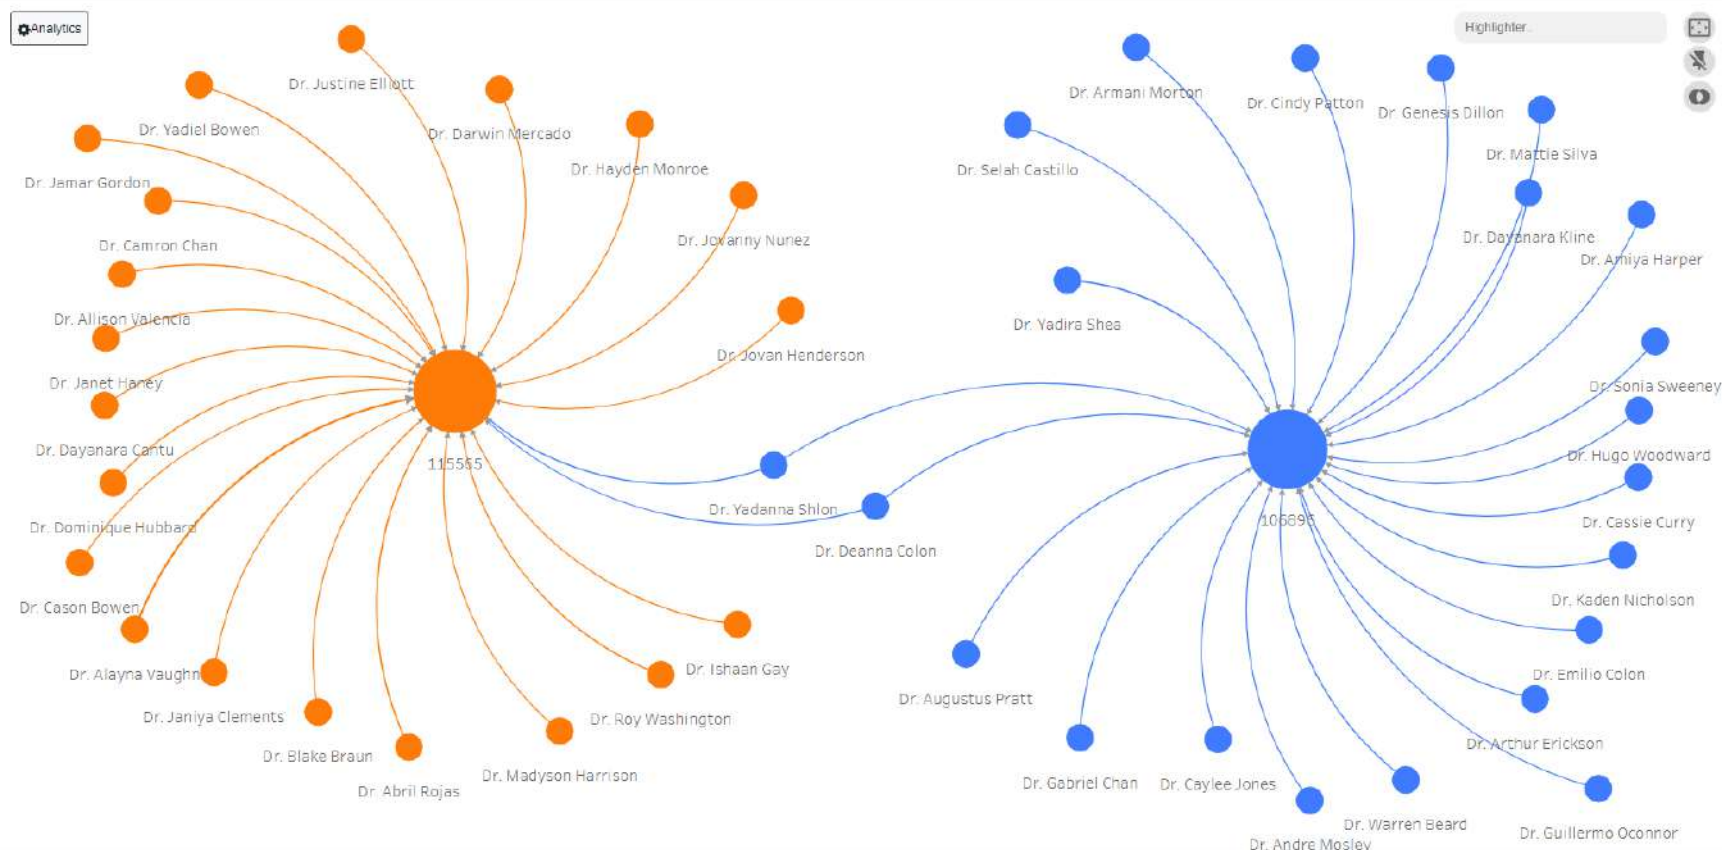 Analytics
Highlighter..
Dr. Justine Elliott
Dr. Yadiel Bowen
Dr. Darwin Mercado
Dr. Hayden Monroe
Dr. Jamar Gordon
Dr. Camron Chan
Dr. Jovanny Nunez
Dr. Allison Valencia
Dr. Jovan Henderson
Dr. Janet Haney
Dr. Dayanara Cantu
115555
Dr. Dominique Hubbard
Dr. Cason Bowen
Dr. Alayna Vaughn
Dr. Janiya Clements
Dr. Blake Braun
Dr. Abril Rojas
Dr. Madyson Harrison
Dr. Roy Washington
Dr. Ishaan Gay
Dr. Yadanna Shlon
Dr. Deanna Colon
Dr. Armani Morton
Dr. Cindy Patton
Dr. Genesis Dillon
Dr. Mattie Silva
Dr. Selah Castillo
Dr. Dayanara Kline
Dr. Amiya Harper
Dr. Yadira Shea
Dr. Sonia Sweeney
Dr. Hugo Woodward
106896
Dr. Cassie Curry
Dr. Kaden Nicholson
Dr. Emilio Colon
Dr. Augustus Pratt
Dr. Arthur Erickson
Dr. Gabriel Chan
Dr. Caylee Jones
Dr. Warren Beard
Dr. Guillermo Oconnor
Dr. Andre Mosley